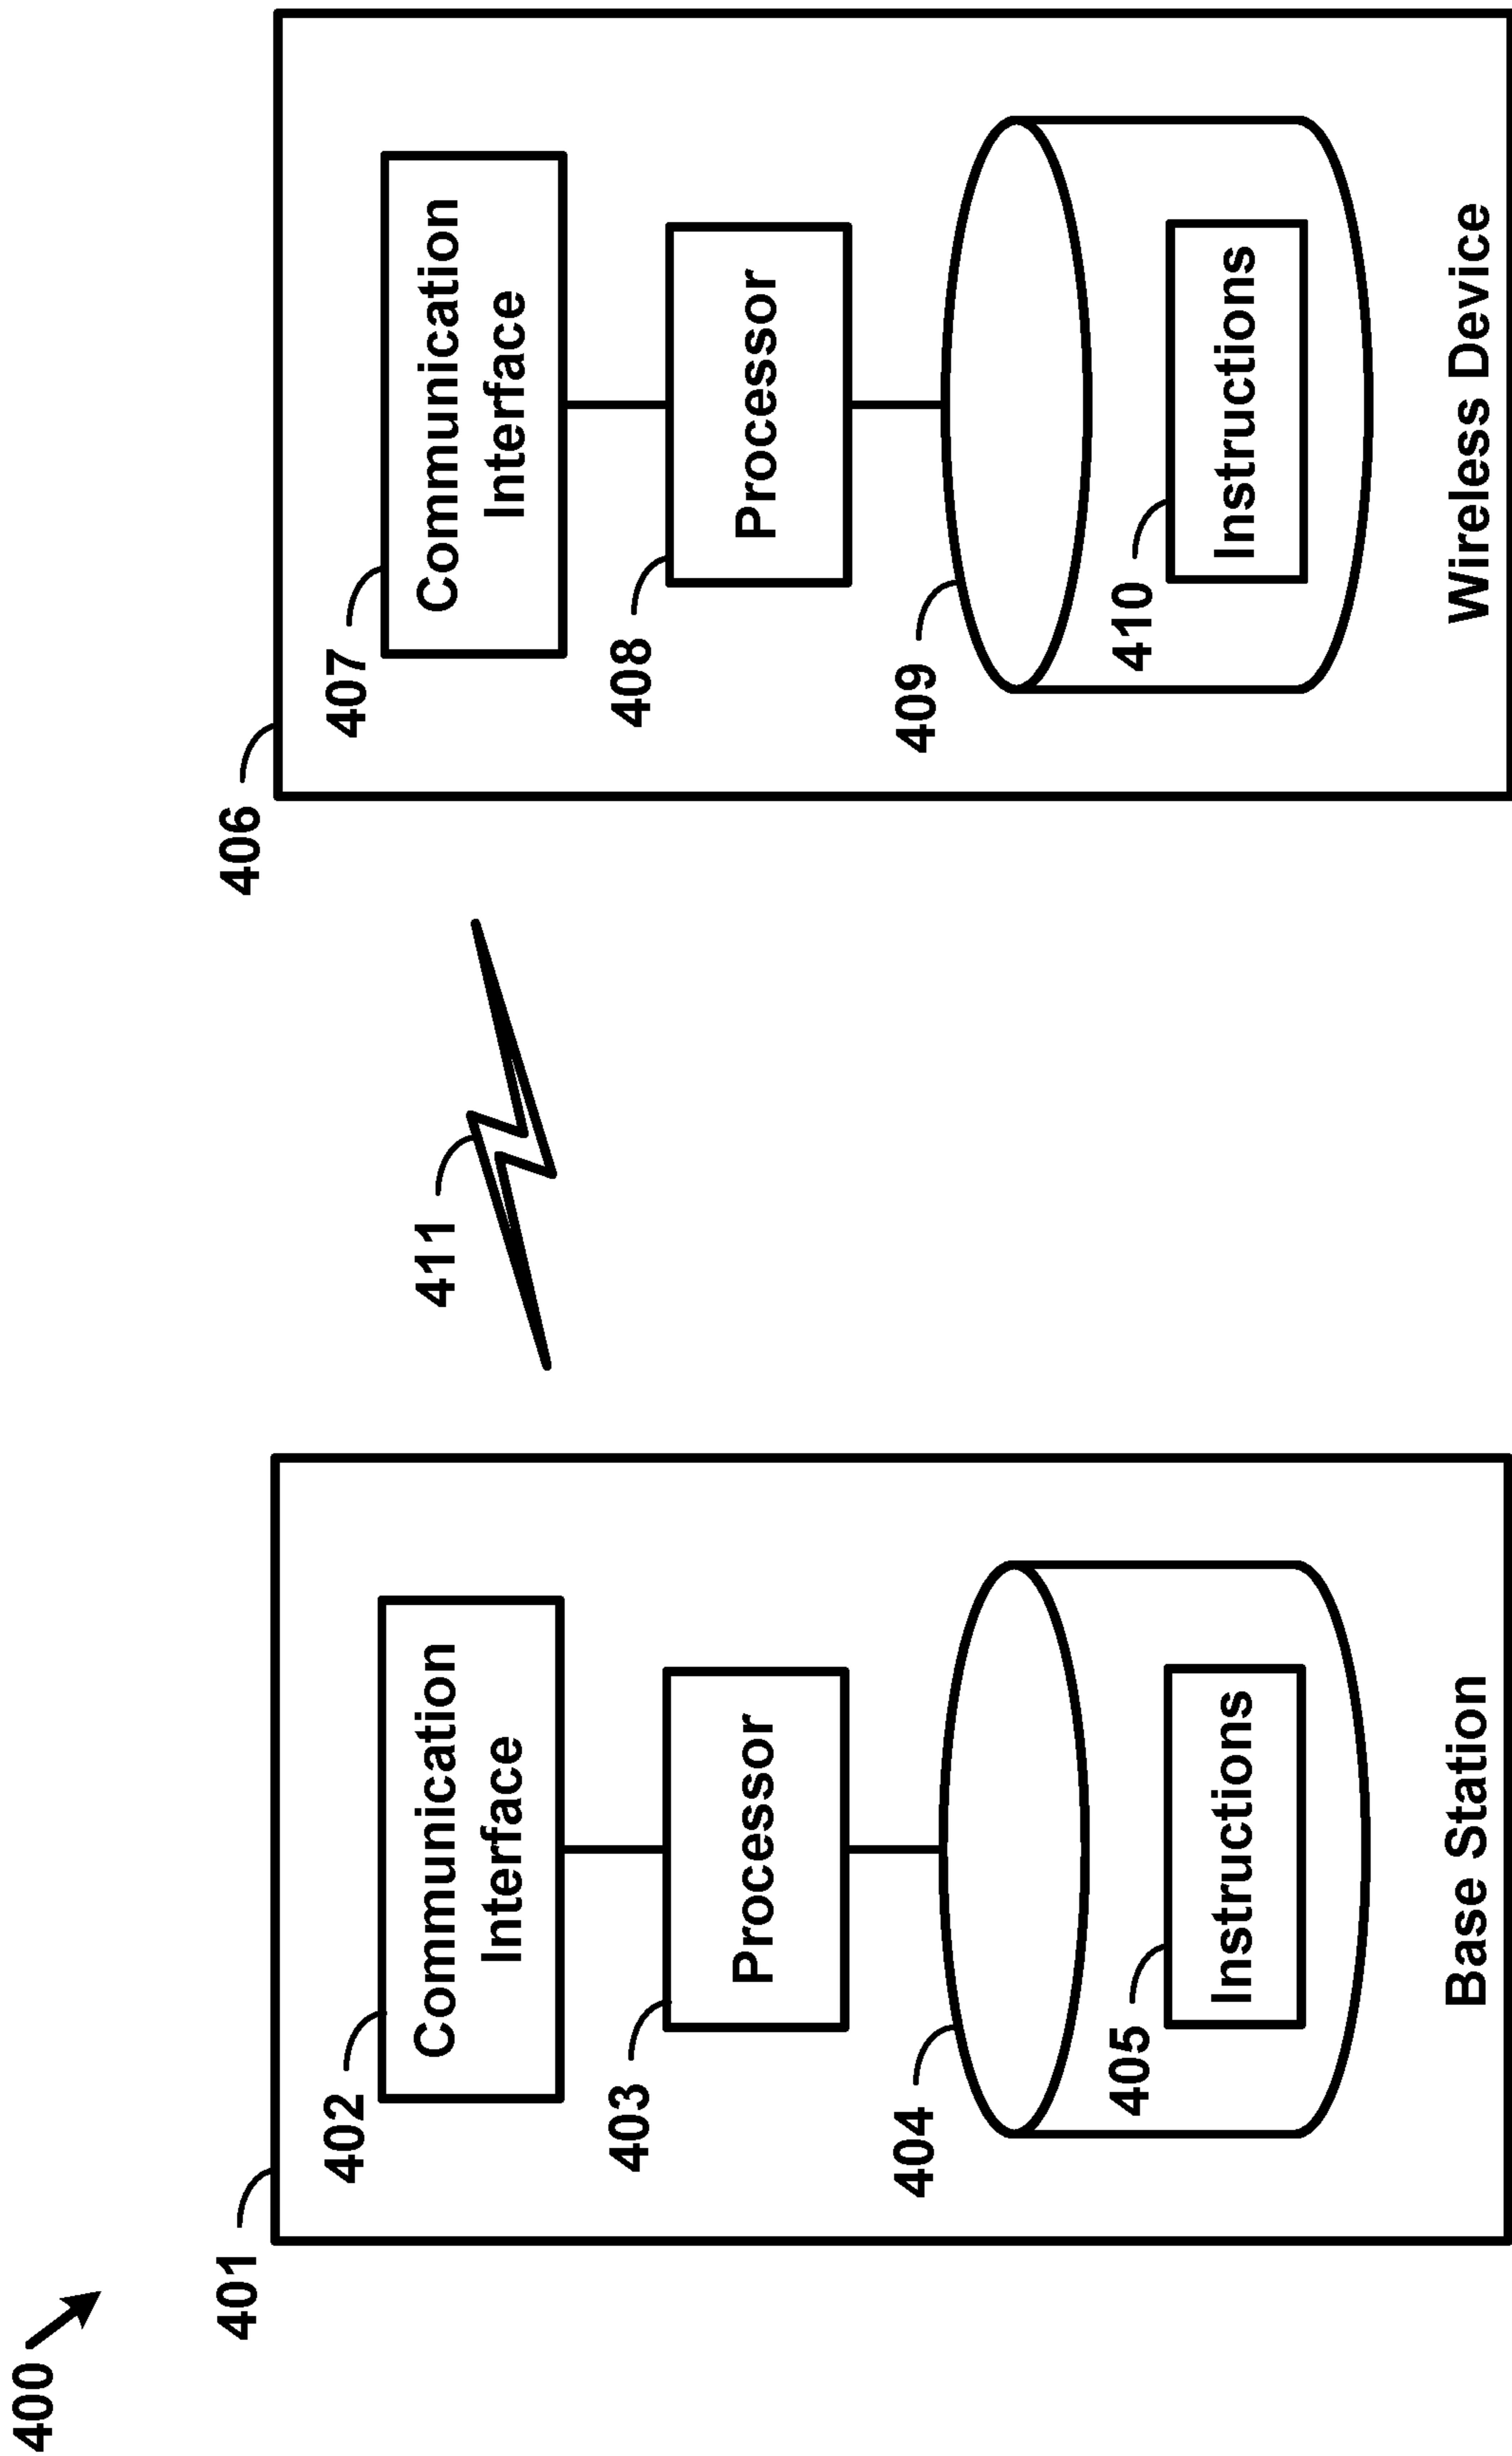 400
401
402
Communication
Interface
403
Processor
404
405
Instructions
Base Station
411
406
407
Communication
Interface
408
Processor
409
410
Instructions
Wireless Device